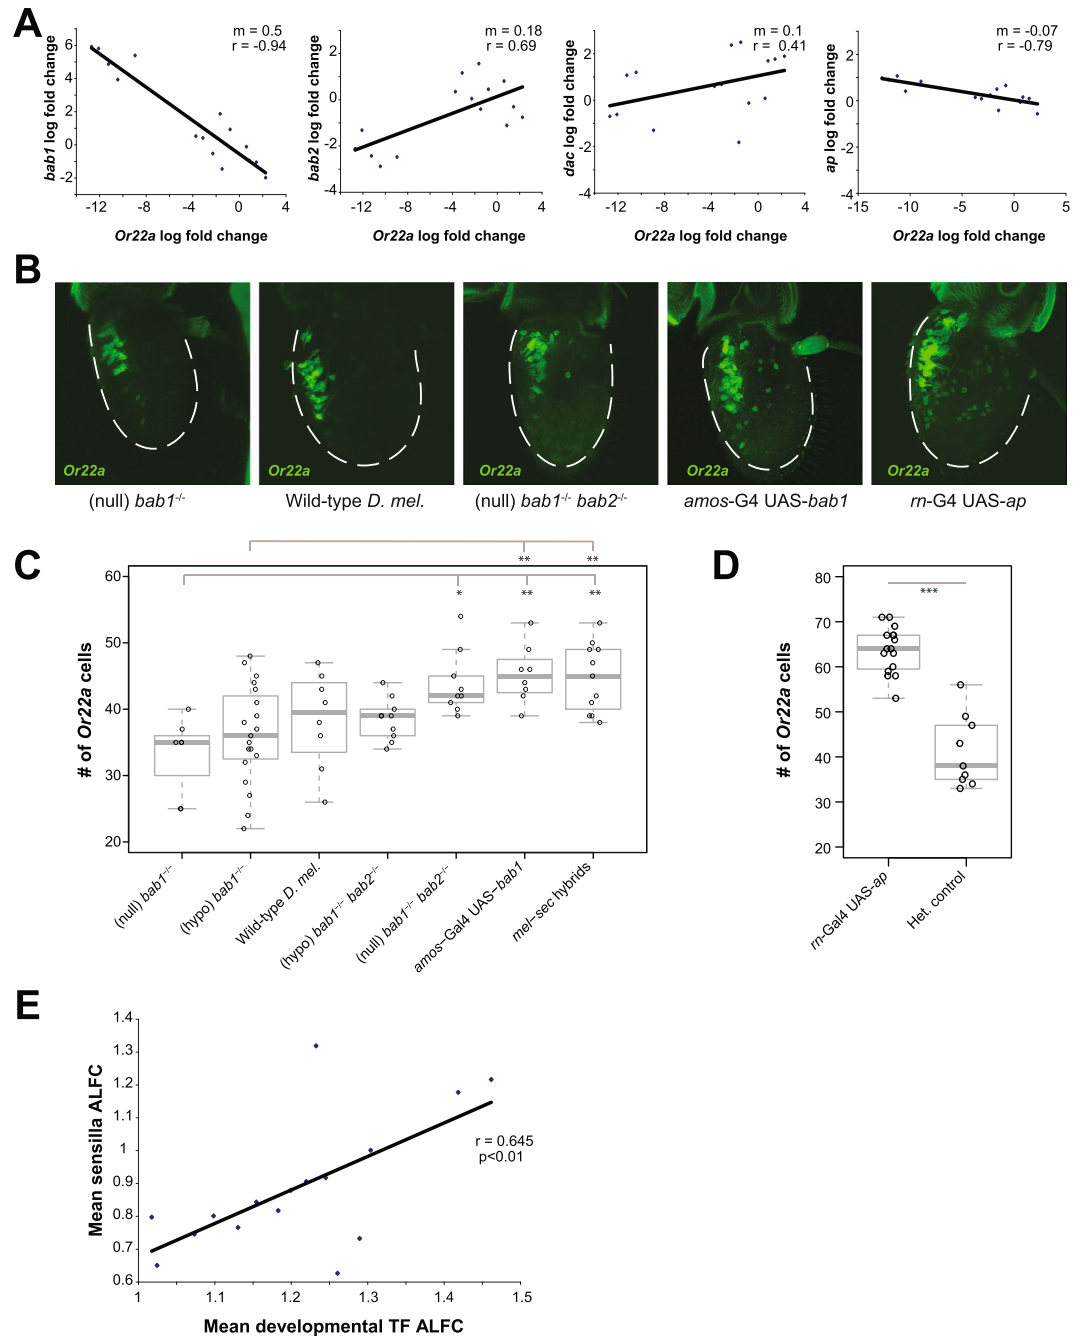 A
m = 0.5
r = -0.94
bab1 log fold change
6
4
2
0
-2
-12
-8
-4
0
4
Or22a log fold change
m = 0.18
r = 0.69
bab2 log fold change
2
0
-2
-4
-12
-8
-4
0
4
Or22a log fold change
m = 0.1
r = 0.41
dac log fold change
2
0
-2
-4
-12
-8
-4
0
4
Or22a log fold change
m = -0.07
r = -0.79
ap log fold change
2
0
-2
-4
-15
-10
-5
0
5
Or22a log fold change
B
Or22a
Or22a
Or22a
Or22a
Or22a
(null) bab1-/-
Wild-type D. mel.
(null) bab1-/- bab2-/-
amos-G4 UAS-bab1
rn-G4 UAS-ap
C
** **
* ** **
# of Or22a cells
60
50
40
30
20
(null) bab1-/-
(hypo) bab1-/-
Wild-type D. mel.
(hypo) bab1-/- bab2-/-
(null) bab1-/- bab2-/-
amos–Gal4 UAS–bab1
mel–sec hybrids
D
***
# of Or22a cells
80
70
60
50
40
30
20
rn-Gal4 UAS-ap
Het. control
E
Mean sensilla ALFC
1.4
1.3
1.2
1.1
1
0.9
0.8
0.7
0.6
r = 0.645
p<0.01
1
1.1
1.2
1.3
1.4
1.5
Mean developmental TF ALFC